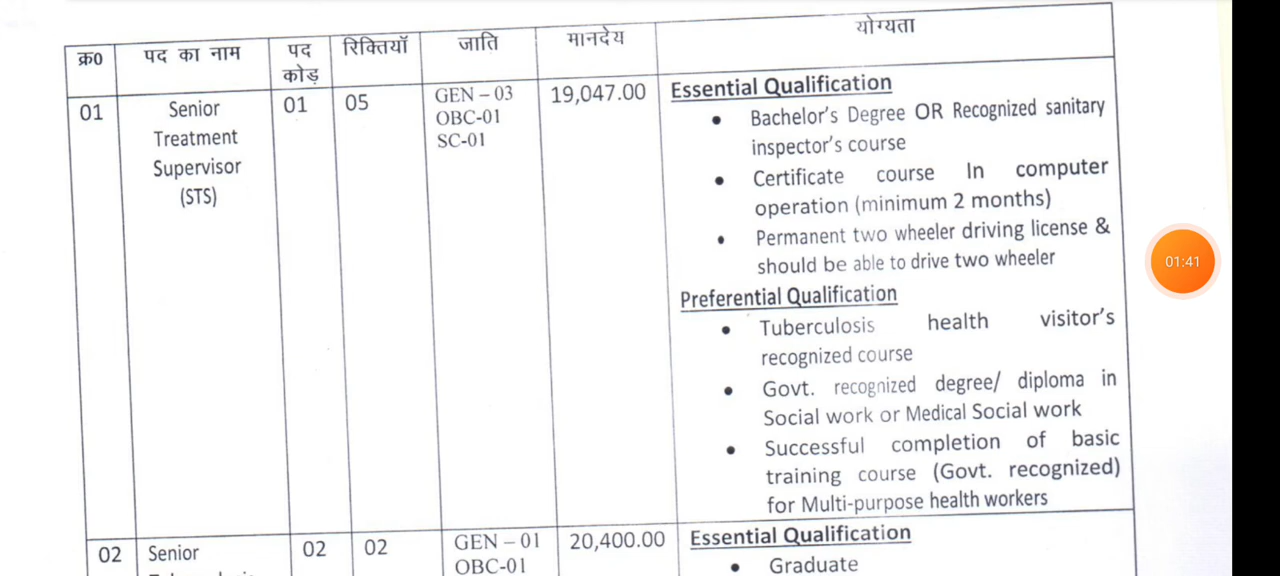 क्र0 पद का नाम पद कोड़ रिक्तियॉ जाति मानदेय योग्यता
01 Senior Treatment Supervisor (STS) 01 05 GEN – 03 OBC-01 SC-01 19,047.00
Essential Qualification
• Bachelor's Degree OR Recognized sanitary
inspector's course
• Certificate course In computer
operation (minimum 2 months)
• Permanent two wheeler driving license &
should be able to drive two wheeler
Preferential Qualification
• Tuberculosis health visitor's
recognized course
• Govt. recognized degree/ diploma in
Social work or Medical Social work
• Successful completion of basic
training course (Govt. recognized)
for Multi-purpose health workers
02 Senior 02 02 GEN – 01 OBC-01 20,400.00
Essential Qualification
• Graduate
01:41